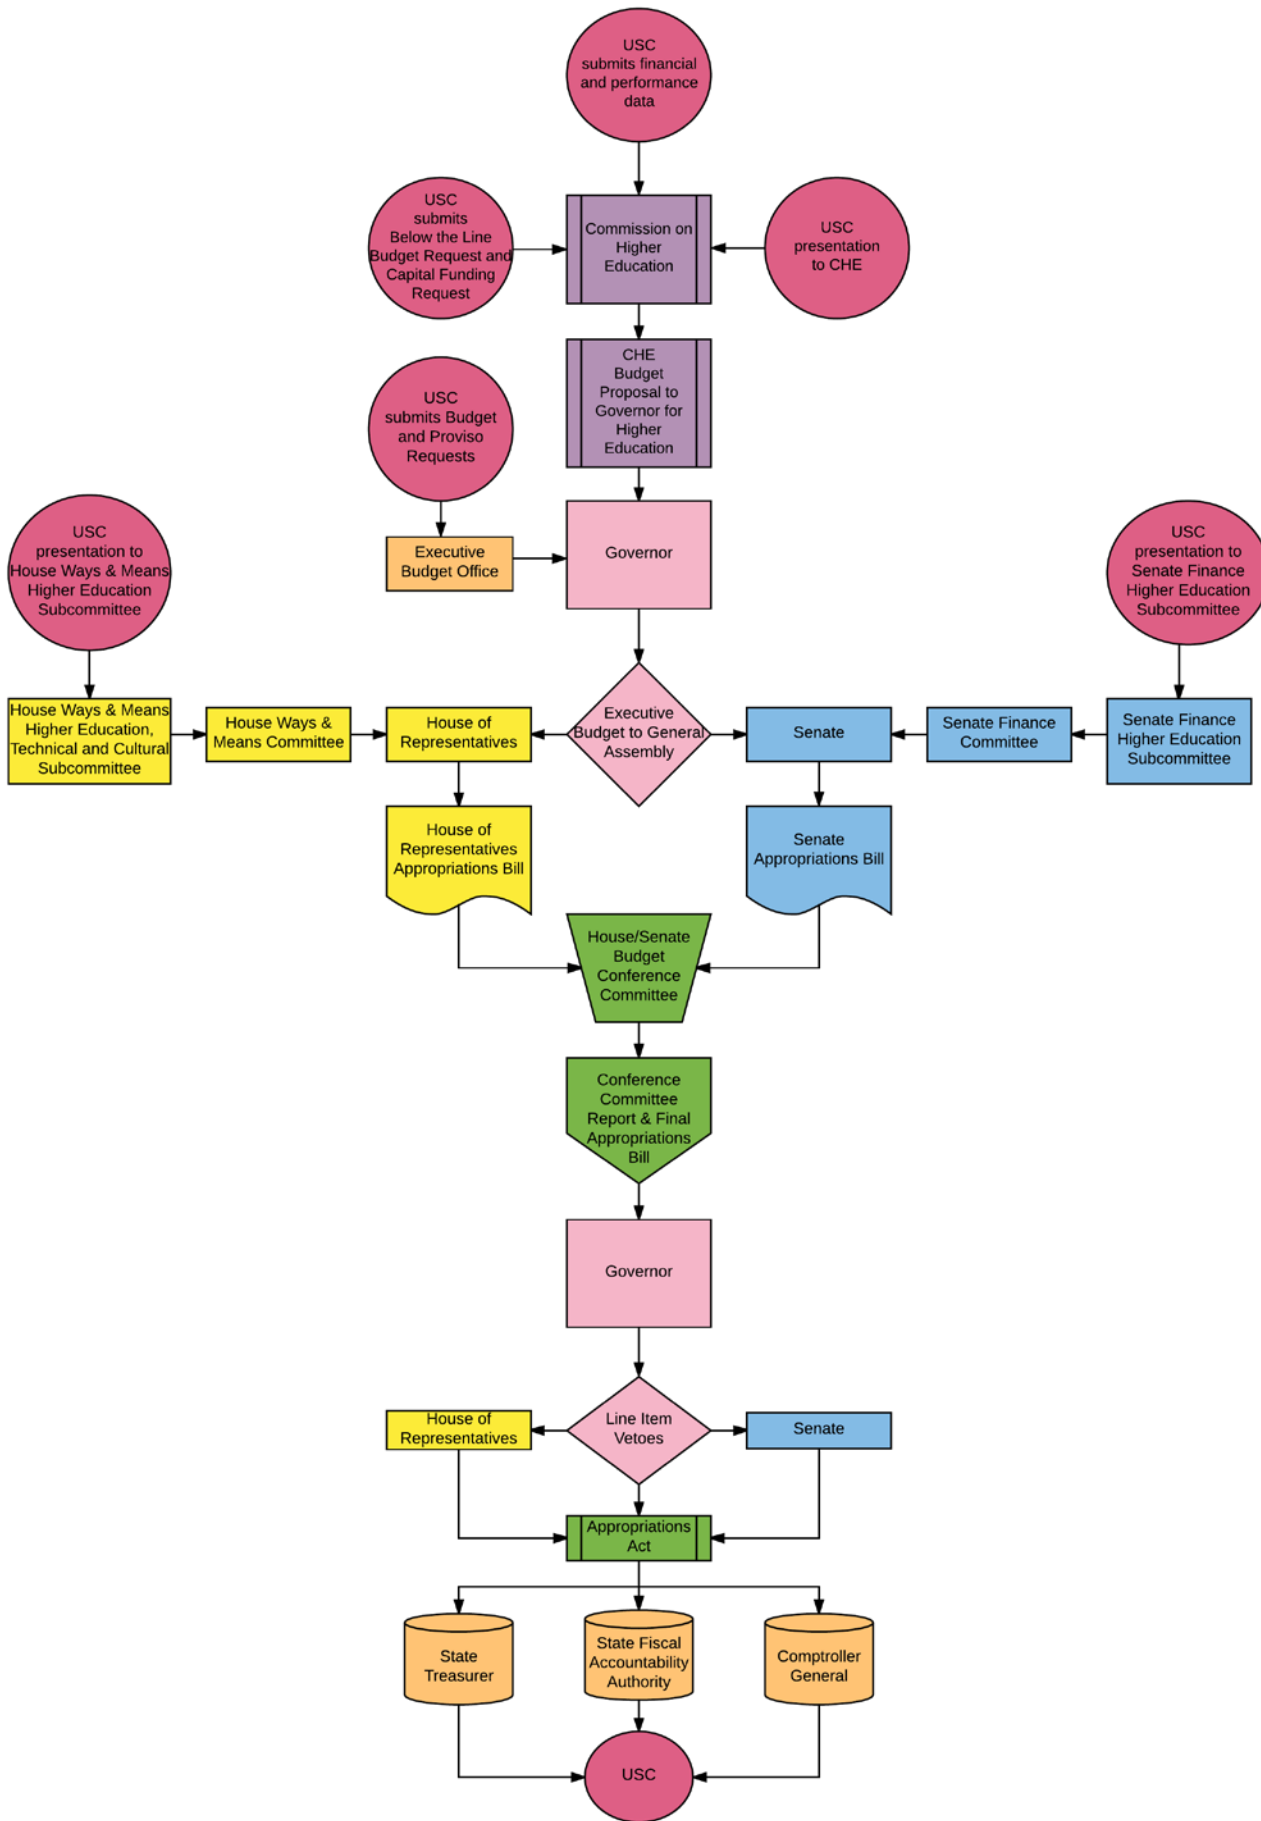 USC
submits financial
and performance
data
USC
submits
Below the Line
Budget Request and
Capital Funding
Request
Commission on
Higher
Education
USC
presentation
to CHE
CHE
Budget
Proposal to
Governor for
Higher
Education
USC
submits Budget
and Proviso
Requests
Executive
Budget Office
Governor
USC
presentation to
House Ways & Means
Higher Education
Subcommittee
USC
presentation to
Senate Finance
Higher Education
Subcommittee
House Ways & Means
Higher Education,
Technical and Cultural
Subcommittee
House Ways &
Means Committee
House of
Representatives
Executive
Budget to General
Assembly
Senate
Senate Finance
Committee
Senate Finance
Higher Education
Subcommittee
House of
Representatives
Appropriations Bill
Senate
Appropriations Bill
House/Senate
Budget
Conference
Committee
Conference
Committee
Report & Final
Appropriations
Bill
Governor
House of
Representatives
Line Item
Vetoes
Senate
Appropriations
Act
State
Treasurer
State Fiscal
Accountability
Authority
Comptroller
General
USC